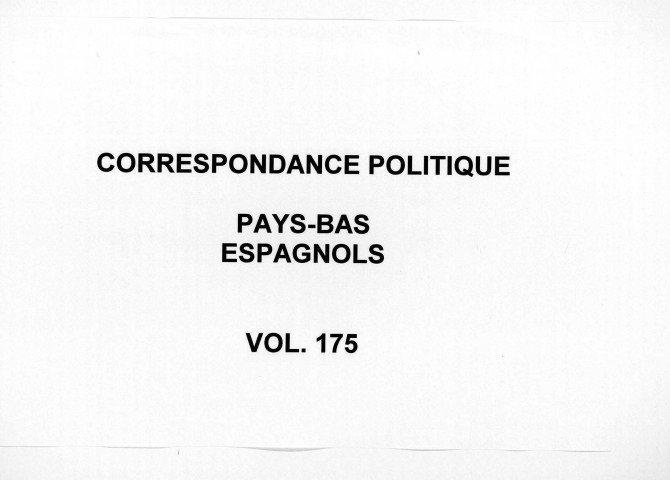 CORRESPONDANCE POLITIQUE
PAYS-BAS
ESPAGNOLS
VOL. 175